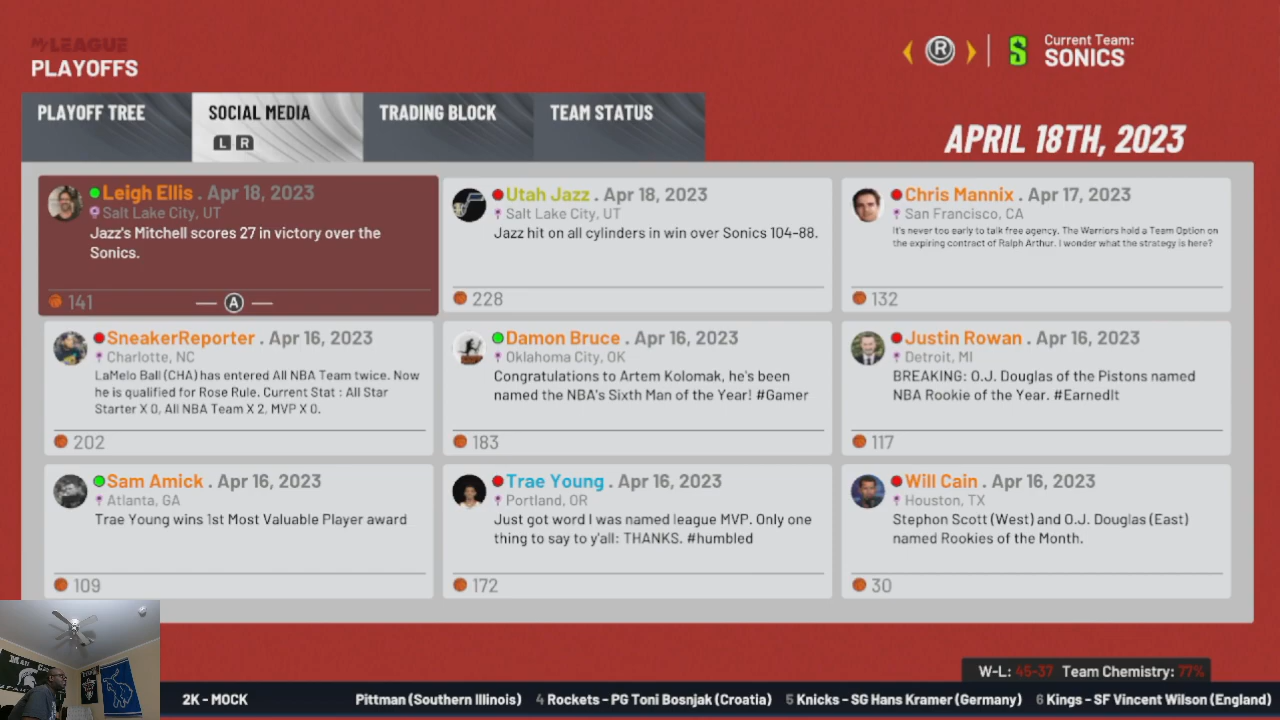 MyLEAGUE
PLAYOFFS
R
Current Team:
SONICS
PLAYOFF TREE
SOCIAL MEDIA
L R
TRADING BLOCK
TEAM STATUS
APRIL 18TH, 2023
Leigh Ellis . Apr 18, 2023
Salt Lake City, UT
Jazz's Mitchell scores 27 in victory over the
Sonics.
141
A
Utah Jazz . Apr 18, 2023
Salt Lake City, UT
Jazz hit on all cylinders in win over Sonics 104-88.
228
Chris Mannix . Apr 17, 2023
San Francisco, CA
It's never too early to talk free agency. The Warriors hold a Team Option on
the expiring contract of Ralph Arthur. I wonder what the strategy is here?
132
SneakerReporter . Apr 16, 2023
Charlotte, NC
LaMelo Ball (CHA) has entered All NBA Team twice. Now
he is qualified for Rose Rule. Current Stat : All Star
Starter X 0, All NBA Team X 2, MVP X 0.
202
Damon Bruce . Apr 16, 2023
Oklahoma City, OK
Congratulations to Artem Kolomak, he's been
named the NBA's Sixth Man of the Year! #Gamer
183
Justin Rowan . Apr 16, 2023
Detroit, MI
BREAKING: O.J. Douglas of the Pistons named
NBA Rookie of the Year. #EarnedIt
117
Sam Amick . Apr 16, 2023
Atlanta, GA
Trae Young wins 1st Most Valuable Player award
109
Trae Young . Apr 16, 2023
Portland, OR
Just got word I was named league MVP. Only one
thing to say to y'all: THANKS. #humbled
172
Will Cain . Apr 16, 2023
Houston, TX
Stephon Scott (West) and O.J. Douglas (East)
named Rookies of the Month.
30
W-L: 45-37 Team Chemistry: 77%
2K - MOCK
Pittman (Southern Illinois) 4 Rockets - PG Toni Bosnjak (Croatia) 5 Knicks - SG Hans Kramer (Germany) 6 Kings - SF Vincent Wilson (England)